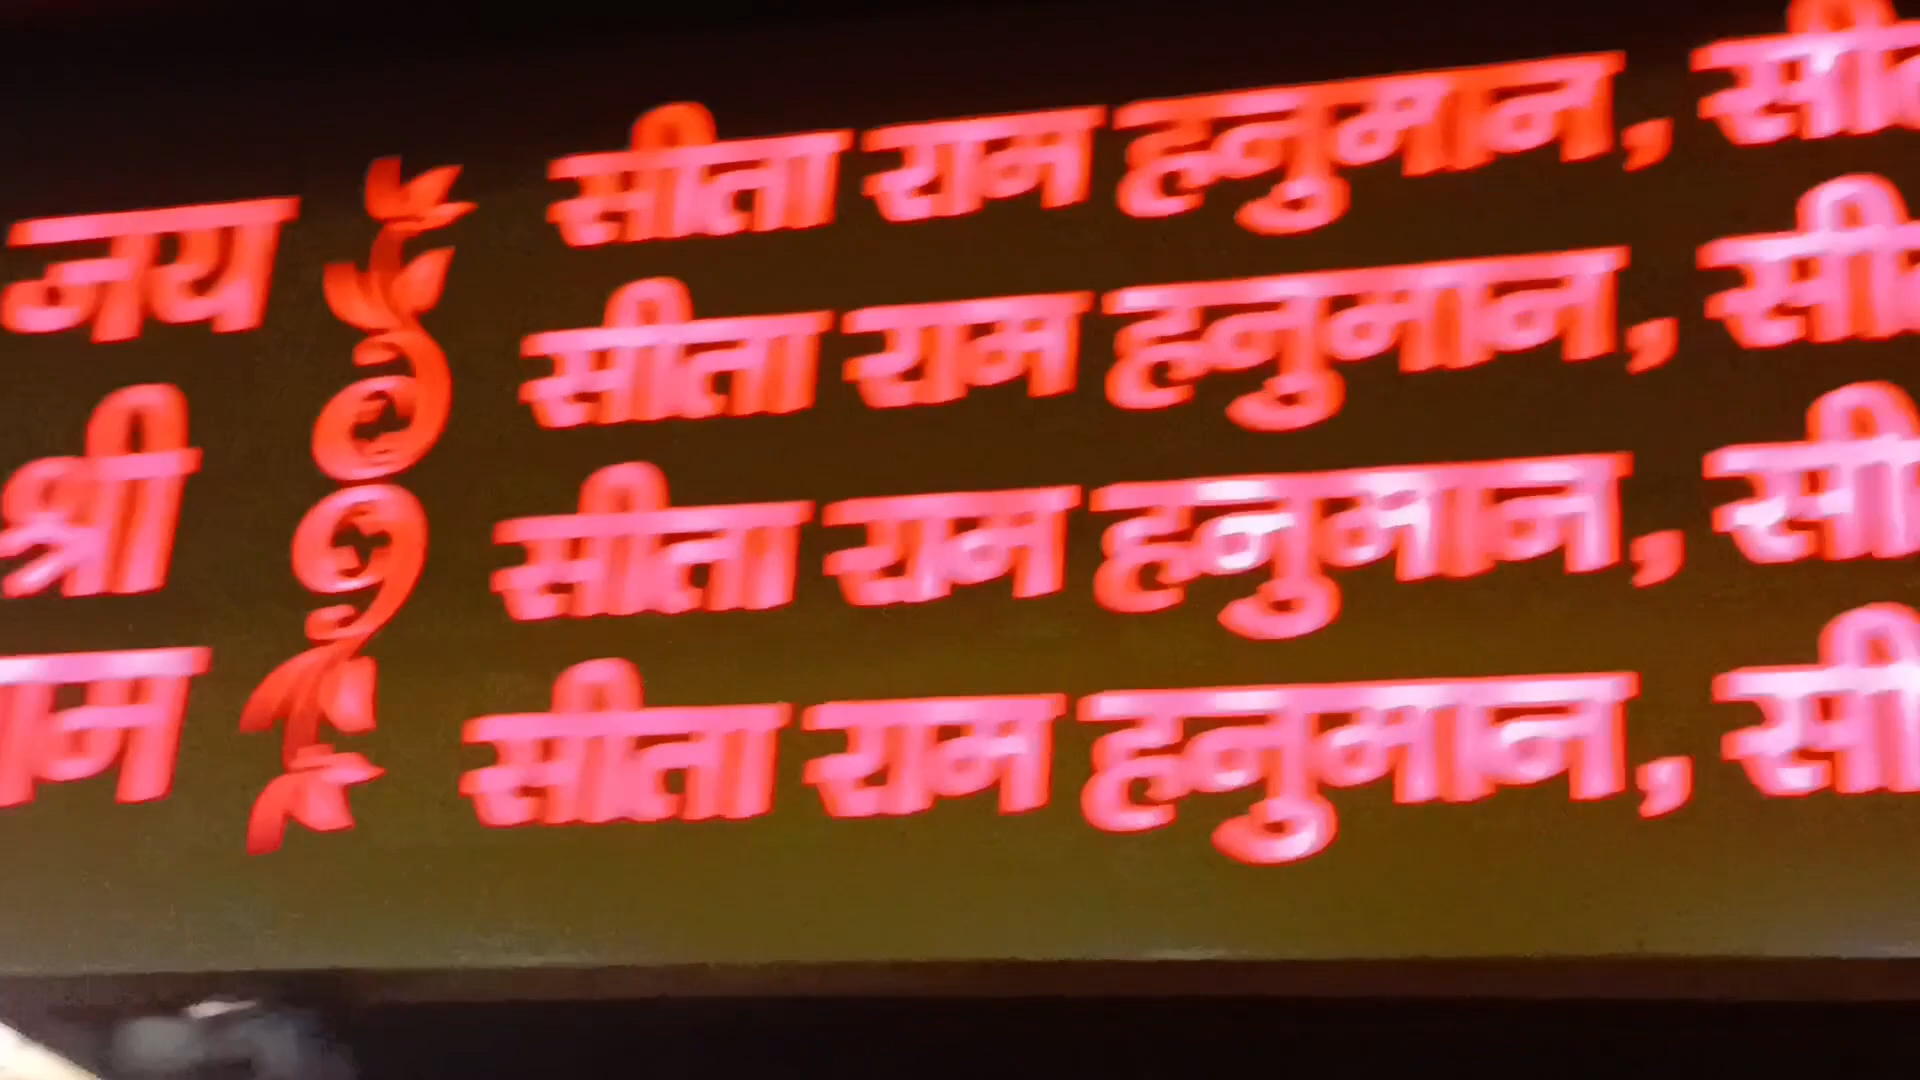 जय
श्री
सीता राम हनुमान,
सीता राम हनुमान,
सीता राम हनुमान,
सीता राम हनुमान,